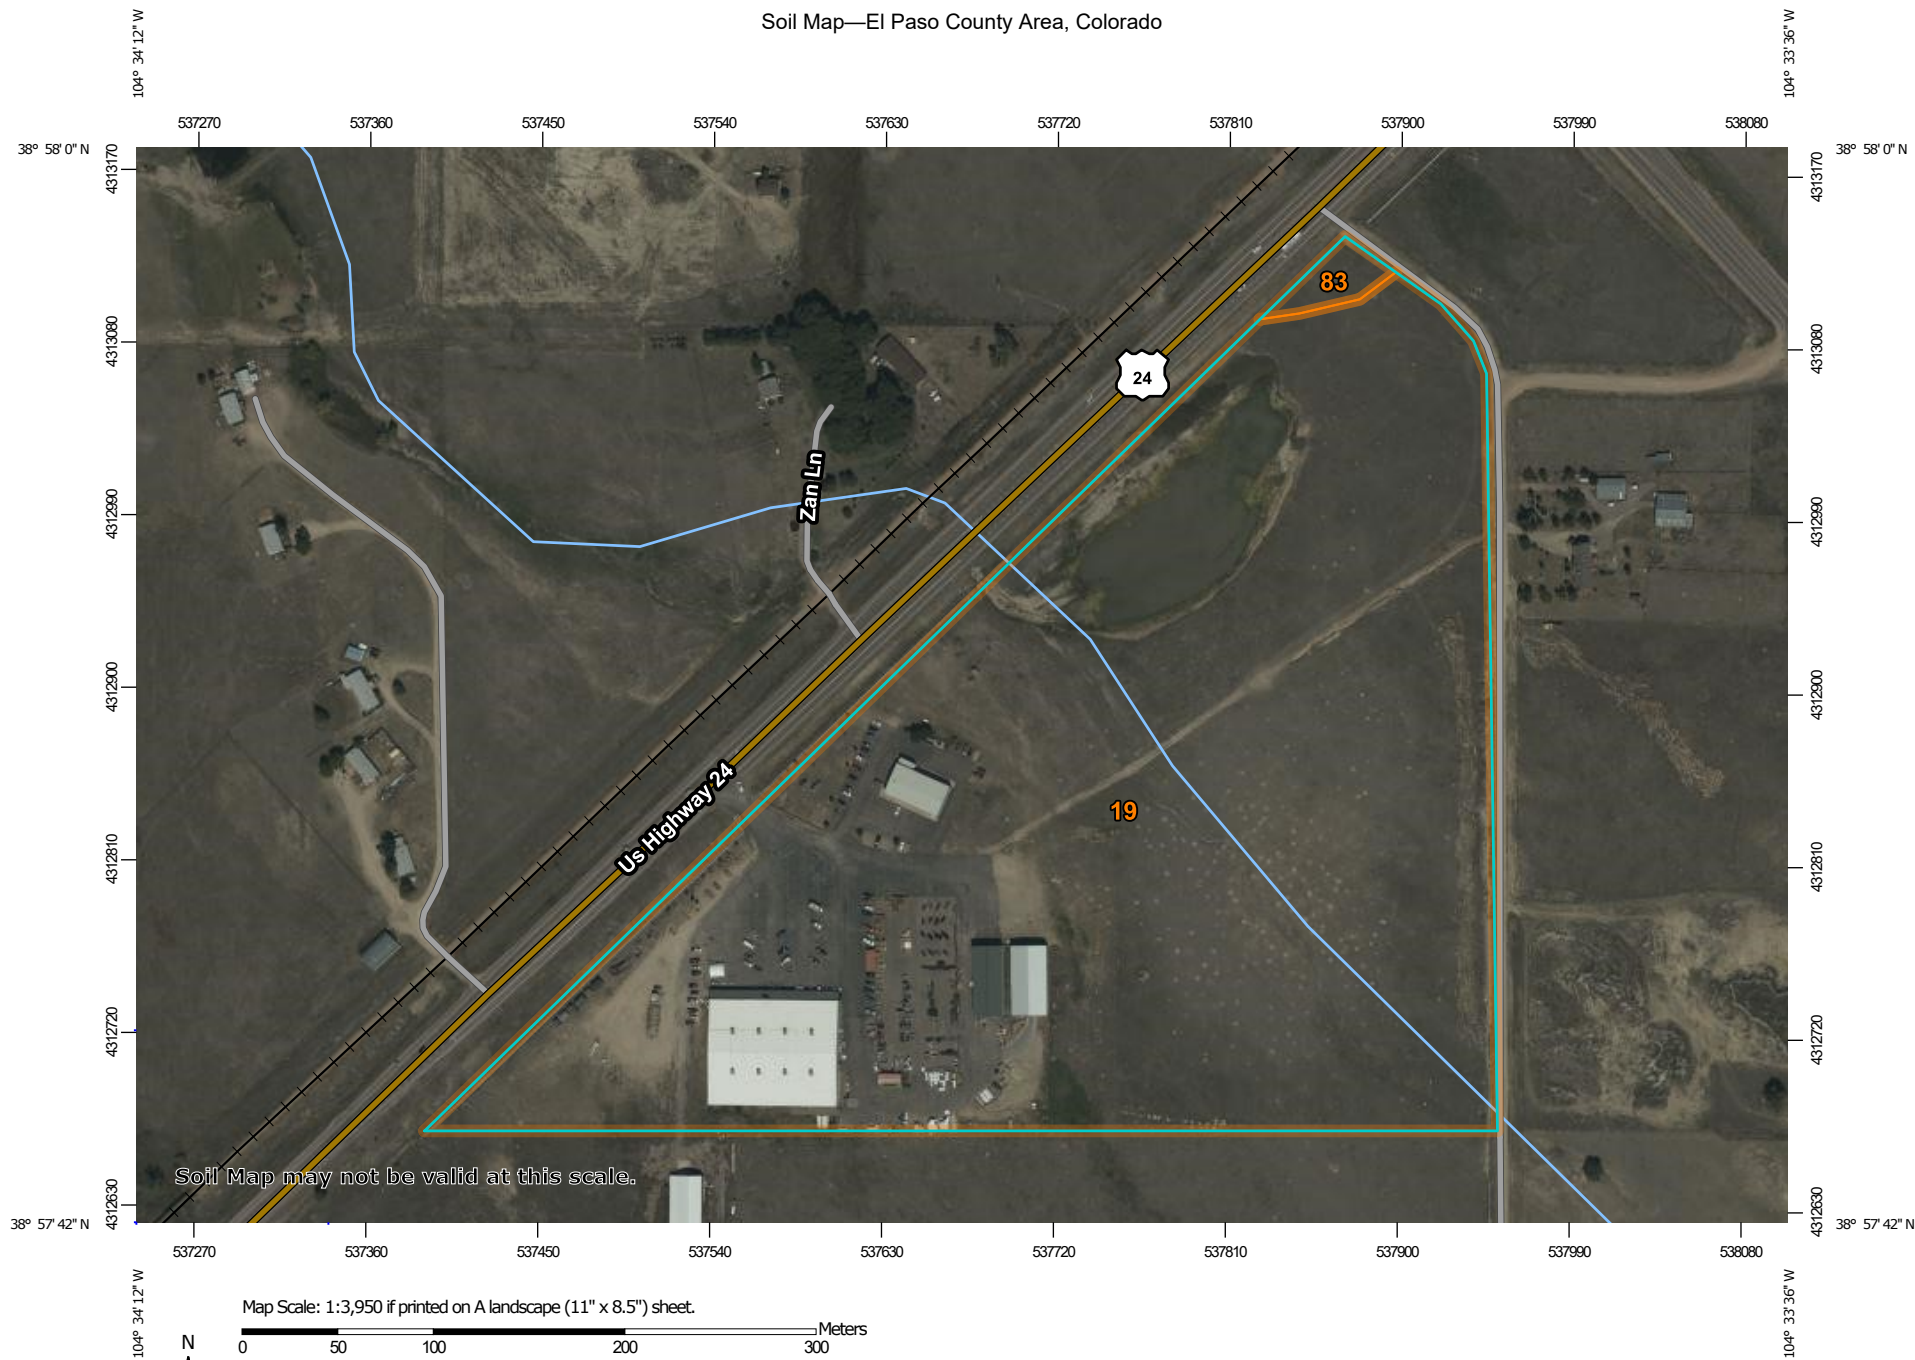 Soil Map—El Paso County Area, Colorado
104° 34' 12" W
104° 33' 36" W
537270 537360 537450 537540 537630 537720 537810 537900 537990 538080
38° 58' 0" N
38° 58' 0" N
4313170
4313170
83
4313080
4313080
24
Zan Ln
4312990
4312990
4312900
4312900
Us Highway 24
19
4312810
4312810
4312720
4312720
Soil Map may not be valid at this scale.
4312630
4312630
38° 57' 42" N
38° 57' 42" N
537270 537360 537450 537540 537630 537720 537810 537900 537990 538080
104° 34' 12" W
104° 33' 36" W
Map Scale: 1:3,950 if printed on A landscape (11" x 8.5") sheet.
Meters
N
0 50 100 200 300